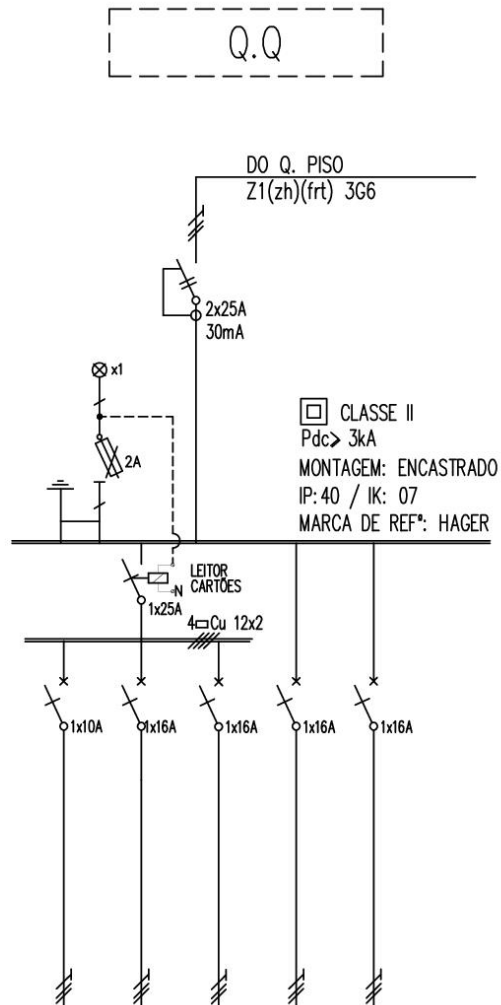 Q.Q
DO Q. PISO
Z1(zh)(frt) 3G6
2x25A
30mA
x1
2A
CLASSE II
Pdc> 3kA
MONTAGEM: ENCASTRADO
IP:40 / IK: 07
MARCA DE REFª: HAGER
LEITOR
CARTÕES
N
1x25A
4 Cu 12x2
1x10A
1x16A
1x16A
1x16A
1x16A